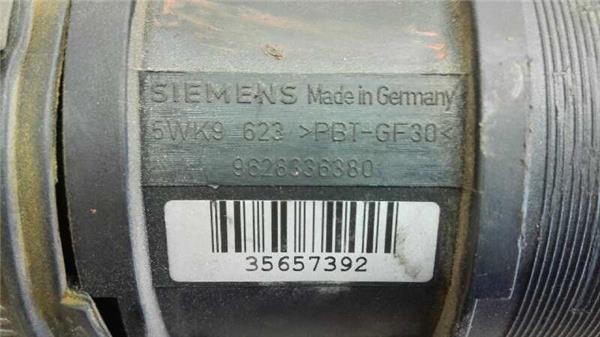 SIEMENS Made in Germany
5WK9 623 >PBT-GF30<
9628336380
35657392